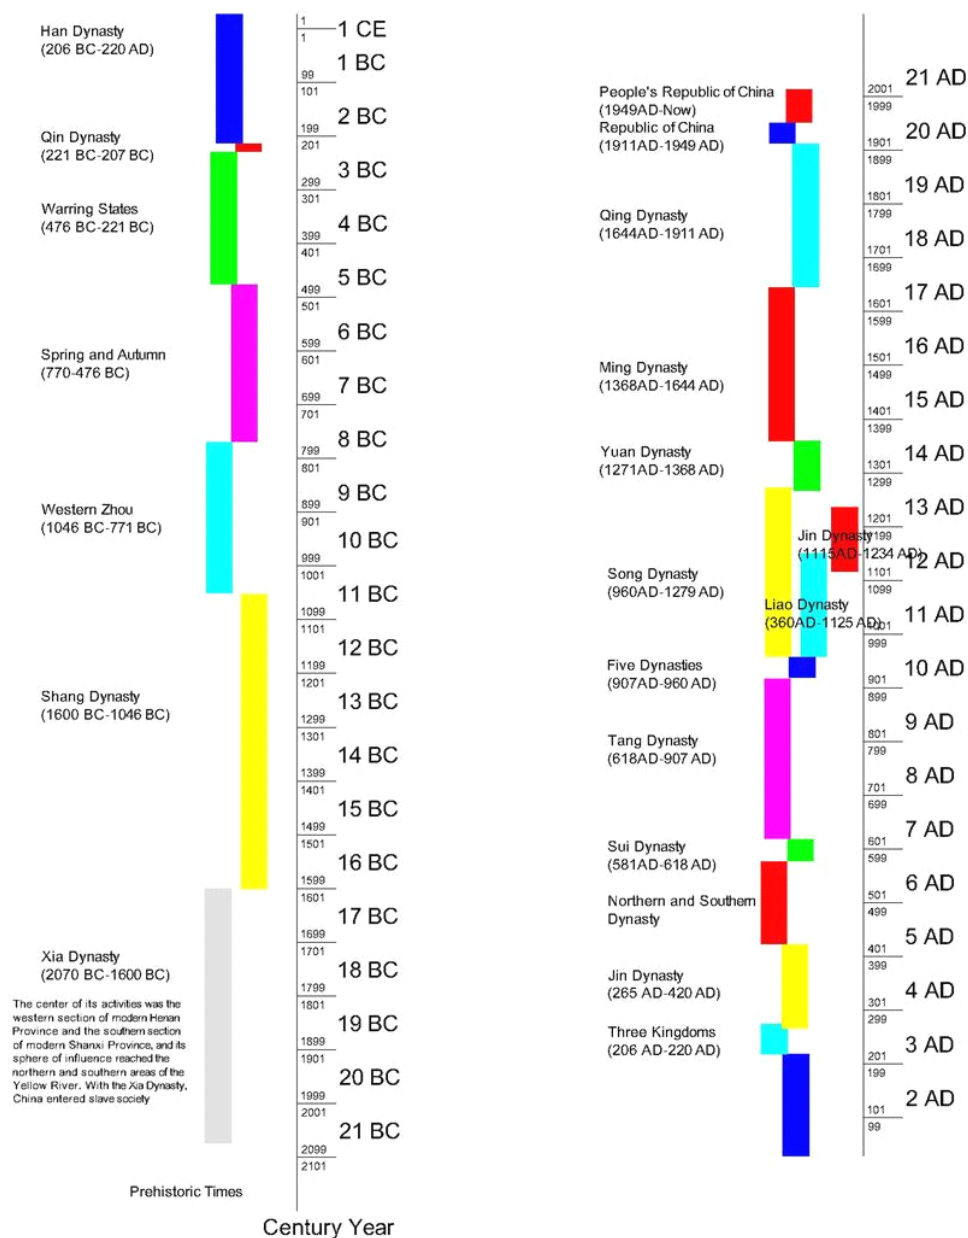 Han Dynasty
(206 BC-220 AD)
Qin Dynasty
(221 BC-207 BC)
Warring States
(476 BC-221 BC)
Spring and Autumn
(770-476 BC)
Western Zhou
(1046 BC-771 BC)
Shang Dynasty
(1600 BC-1046 BC)
Xia Dynasty
(2070 BC-1600 BC)
The center of its activities was the
western section of modern Henan
Province and the southern section
of modern Shanxi Province, and its
sphere of influence reached the
northern and southern areas of the
Yellow River. With the Xia Dynasty,
China entered slave society
Prehistoric Times
1
1 CE
1
1 BC
99
101
2 BC
199
201
3 BC
299
301
4 BC
399
401
5 BC
499
501
6 BC
599
601
7 BC
699
701
8 BC
799
801
9 BC
899
901
10 BC
999
1001
11 BC
1099
1101
12 BC
1199
1201
13 BC
1299
1301
14 BC
1399
1401
15 BC
1499
1501
16 BC
1599
1601
17 BC
1699
1701
18 BC
1799
1801
19 BC
1899
1901
20 BC
1999
2001
21 BC
2099
2101
Century Year
People's Republic of China
(1949AD-Now)
Republic of China
(1911AD-1949 AD)
Qing Dynasty
(1644AD-1911 AD)
Ming Dynasty
(1368AD-1644 AD)
Yuan Dynasty
(1271AD-1368 AD)
Jin Dynasty
(1115AD-1234 AD)
Song Dynasty
(960AD-1279 AD)
Liao Dynasty
(360AD-1125 AD)
Five Dynasties
(907AD-960 AD)
Tang Dynasty
(618AD-907 AD)
Sui Dynasty
(581AD-618 AD)
Northern and Southern
Dynasty
Jin Dynasty
(265 AD-420 AD)
Three Kingdoms
(206 AD-220 AD)
21 AD
2001
1999
20 AD
1901
1899
19 AD
1801
1799
18 AD
1701
1699
17 AD
1601
1599
16 AD
1501
1499
15 AD
1401
1399
14 AD
1301
1299
13 AD
1201
1199
12 AD
1101
1099
11 AD
1001
999
10 AD
901
899
9 AD
801
799
8 AD
701
699
7 AD
601
599
6 AD
501
499
5 AD
401
399
4 AD
301
299
3 AD
201
199
2 AD
101
99